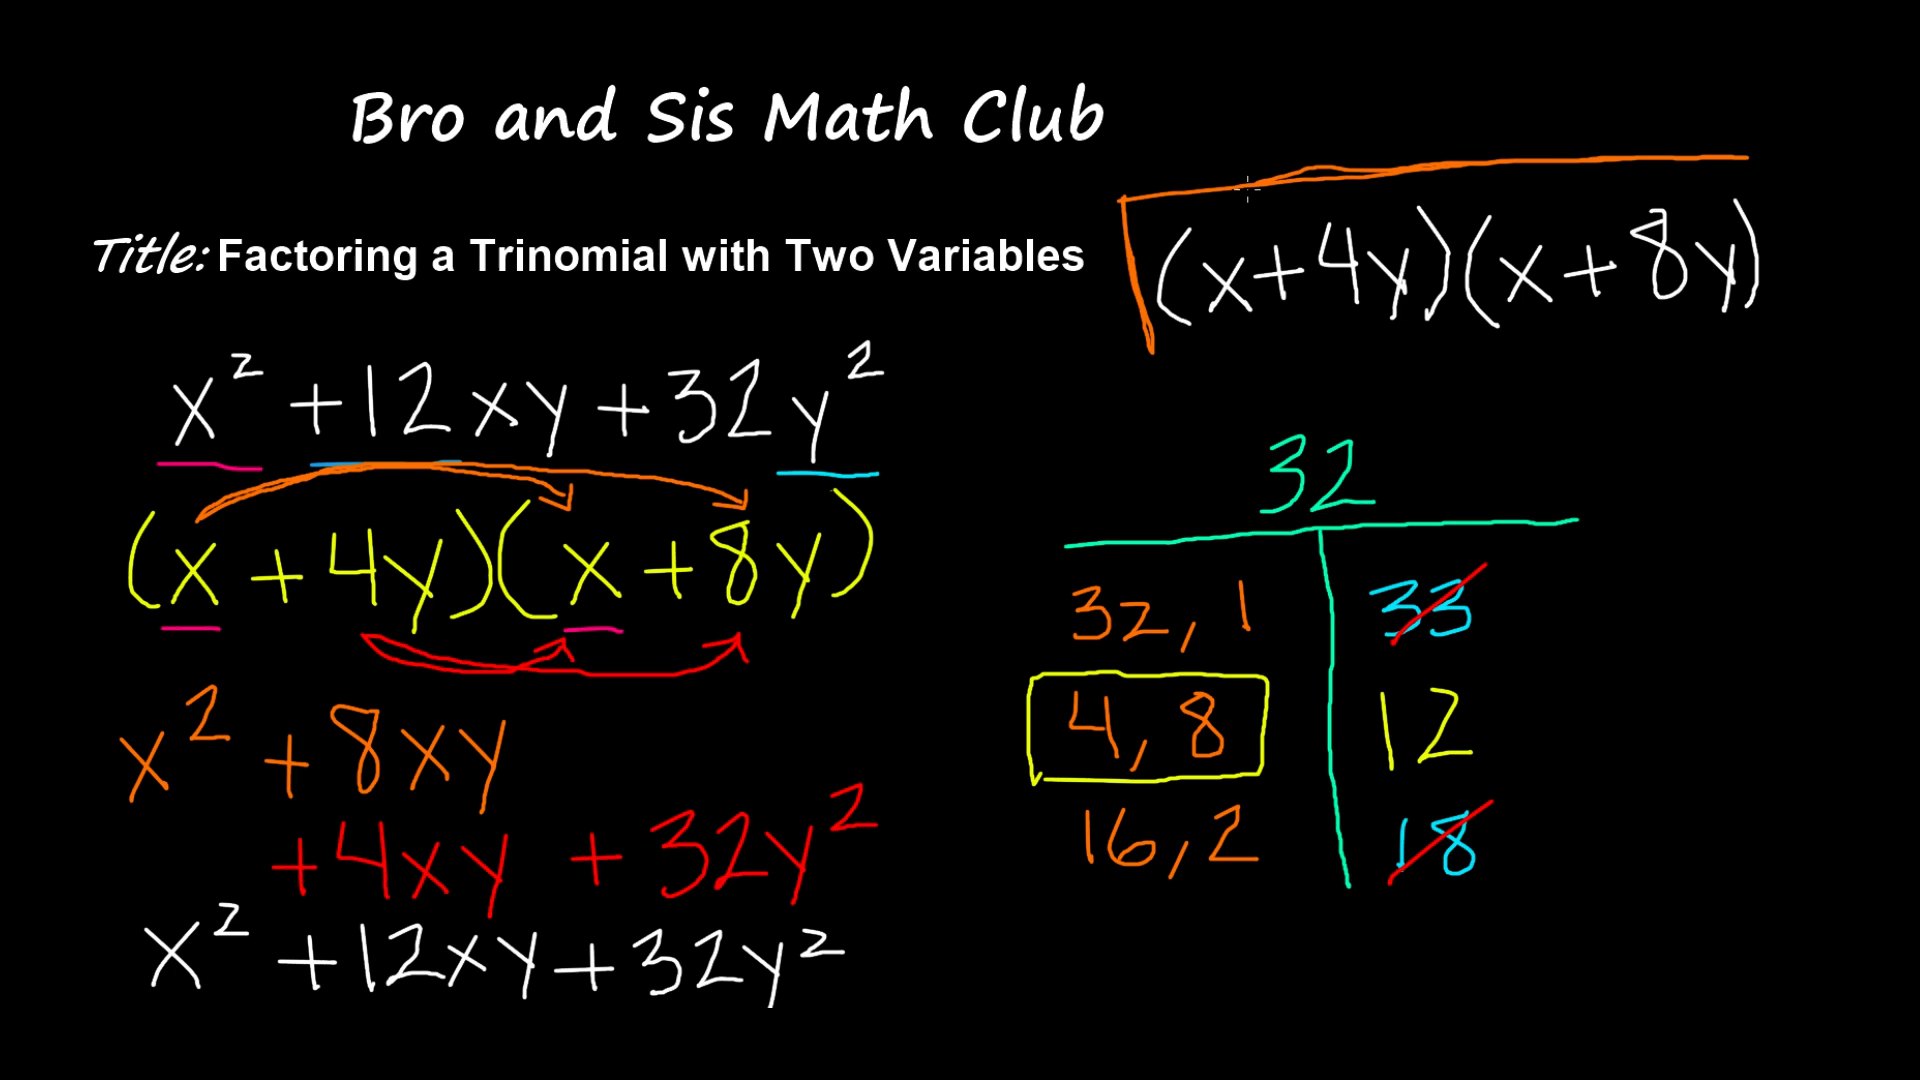 Bro and Sis Math Club
Title: Factoring a Trinomial with Two Variables
(x+4y)(x+8y)
x² +12xy+32y²
(x + 4y)(x +8y)
x² +8xy
+4xy +32y²
x² +12xy+32y²
32
32, 1 33
4, 8 12
16, 2 18